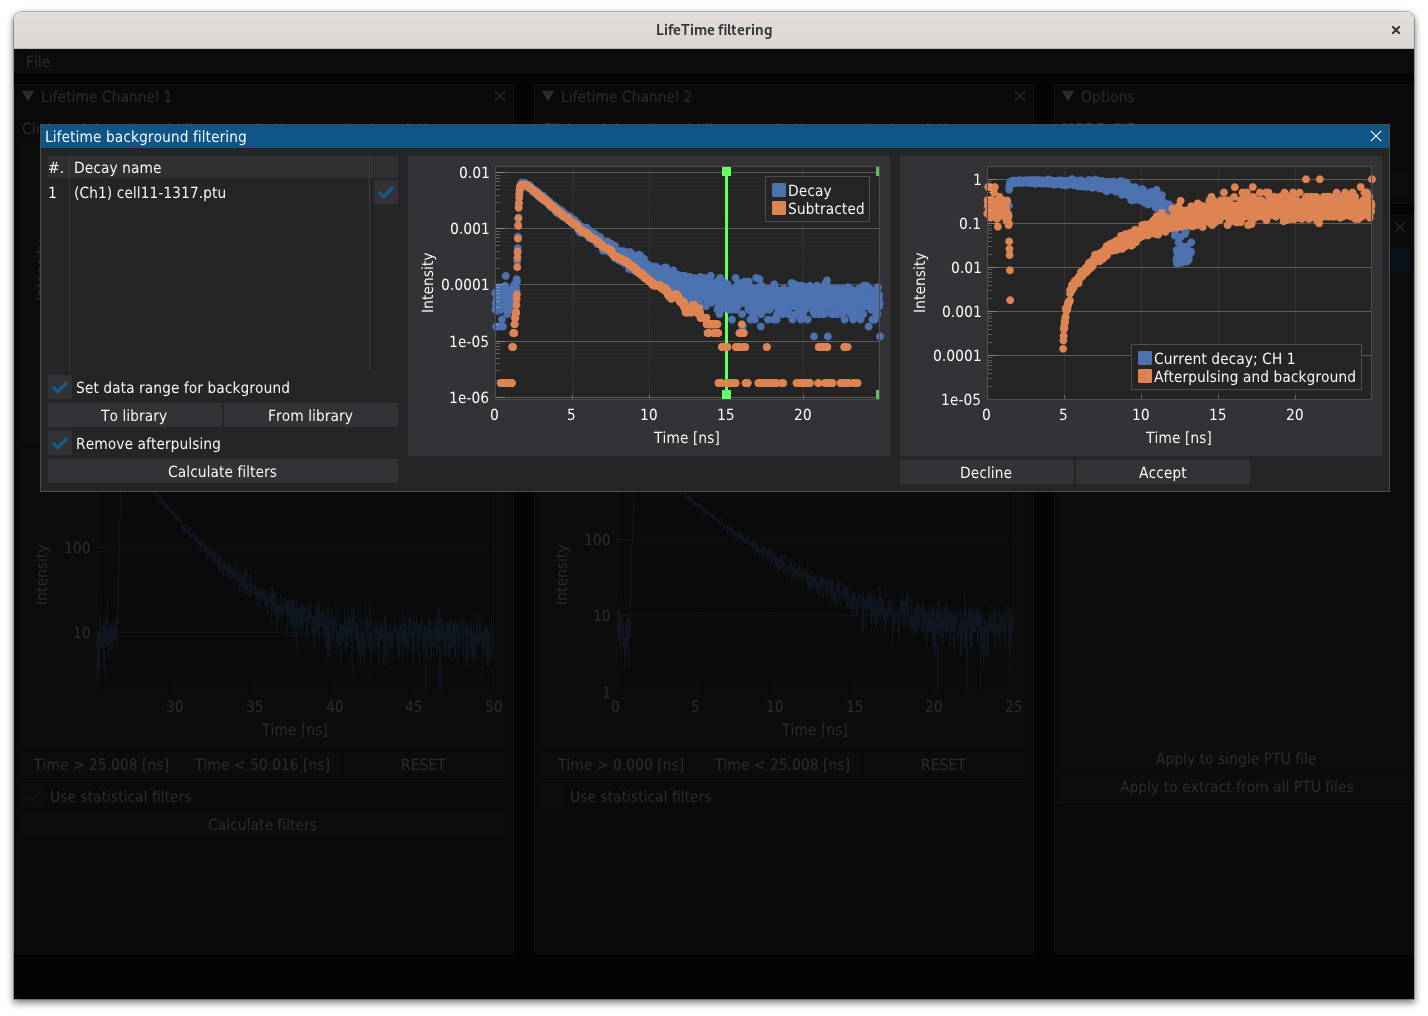 LifeTime filtering
File
Lifetime Channel 1
Lifetime Channel 2
Options
Lifetime background filtering
#. Decay name
1 (Ch1) cell11-1317.ptu
Set data range for background
To library
From library
Remove afterpulsing
Calculate filters
0.01
0.001
0.0001
1e-05
1e-06
Intensity
0 5 10 15 20
Time [ns]
Decay
Subtracted
1
0.1
0.01
0.001
0.0001
1e-05
Intensity
0 5 10 15 20
Time [ns]
Current decay; CH 1
Afterpulsing and background
Decline
Accept
100
10
Intensity
30 35 40 45 50
Time [ns]
Time > 25.008 [ns]
Time < 50.016 [ns]
RESET
Use statistical filters
Calculate filters
100
10
1
Intensity
0 5 10 15 20 25
Time [ns]
Time > 0.000 [ns]
Time < 25.008 [ns]
RESET
Use statistical filters
Apply to single PTU file
Apply to extract from all PTU files